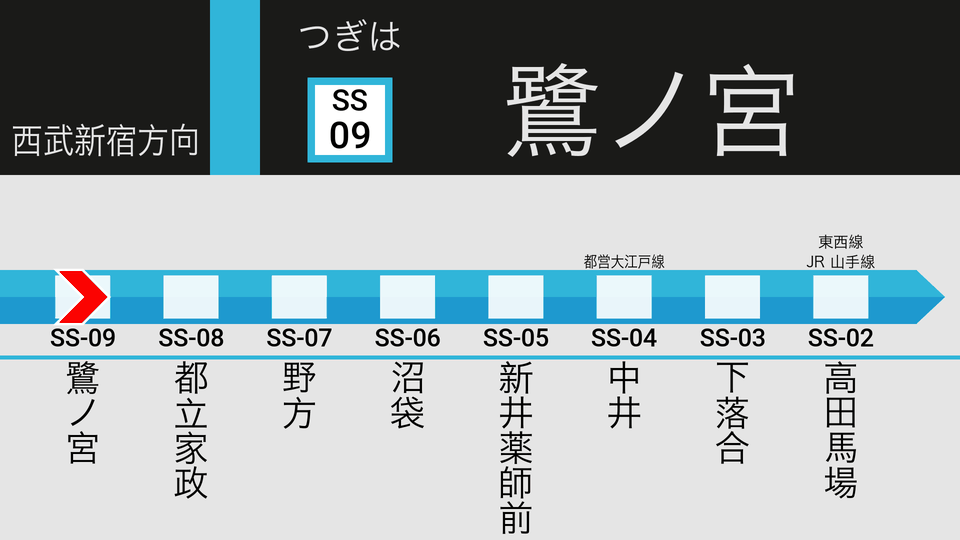 つぎは
SS
09
鷺ノ宮
西武新宿方向
東西線
都営大江戸線
JR 山手線
SS-09
SS-08
SS-07
SS-06
SS-05
SS-04
SS-03
SS-02
鷺ノ宮
都立家政
野方
沼袋
新井薬師前
中井
下落合
高田馬場